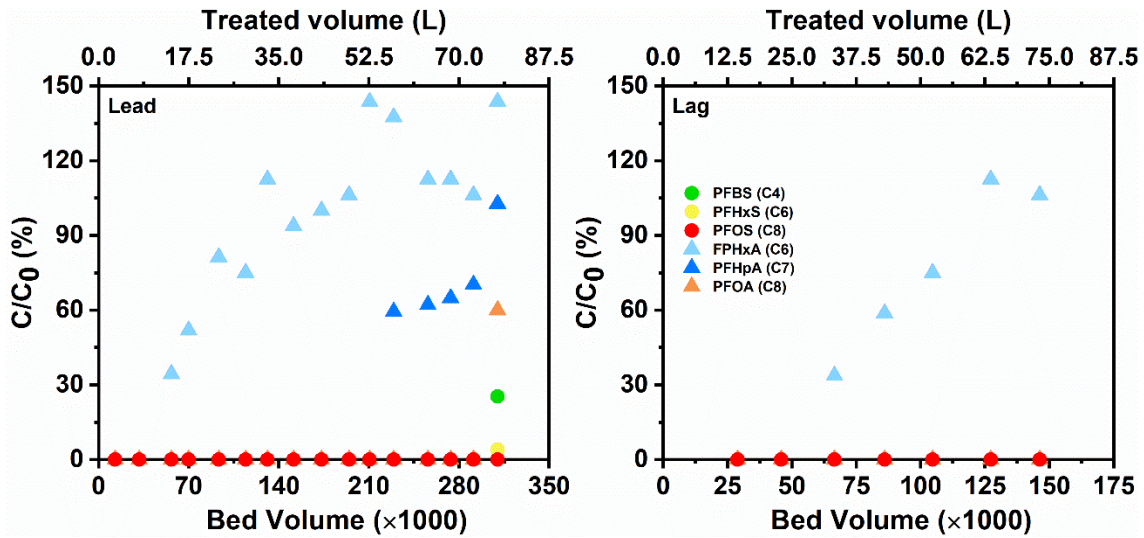 Treated volume (L)
0.0 17.5 35.0 52.5 70.0 87.5
150
120
90
60
30
0
C/C0 (%)
Lead
0 70 140 210 280 350
Bed Volume (×1000)
Treated volume (L)
0.0 12.5 25.0 37.5 50.0 62.5 75.0 87.5
150
120
90
60
30
0
C/C0 (%)
Lag
PFBS (C4)
PFHxS (C6)
PFOS (C8)
FPHxA (C6)
PFHpA (C7)
PFOA (C8)
0 25 50 75 100 125 150 175
Bed Volume (×1000)